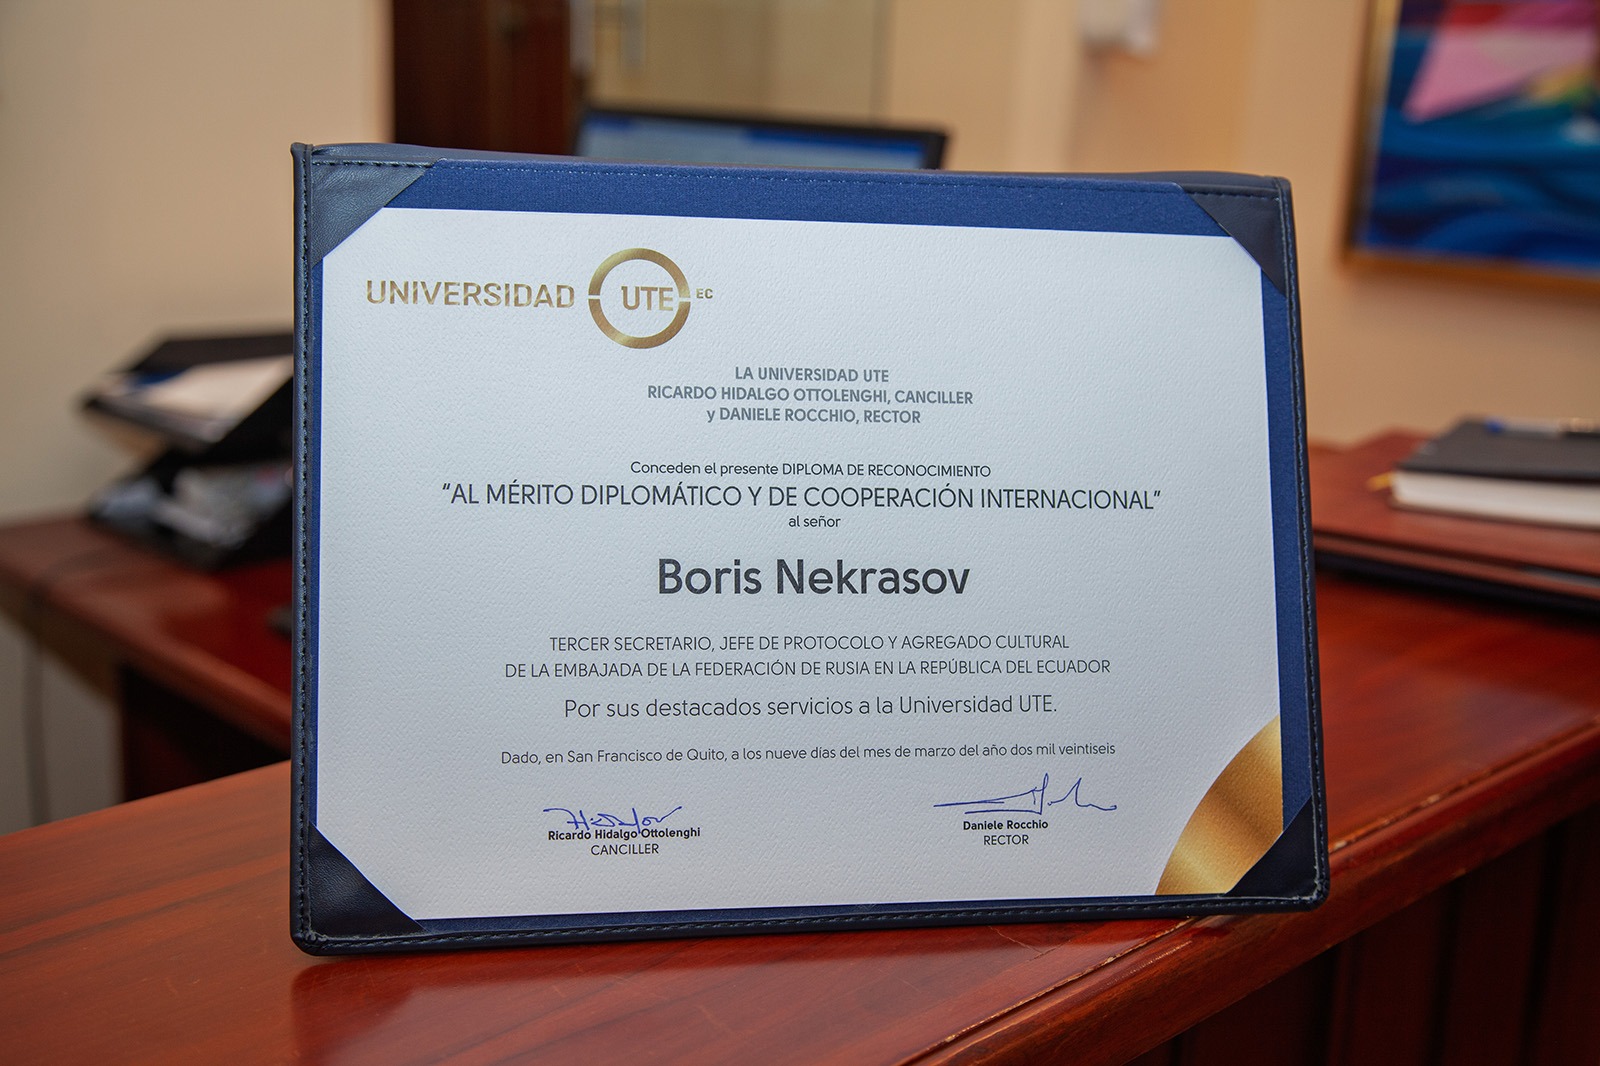 UNIVERSIDAD UTE EC
LA UNIVERSIDAD UTE
RICARDO HIDALGO OTTOLENGHI, CANCILLER
y DANIELE ROCCHIO, RECTOR
Conceden el presente DIPLOMA DE RECONOCIMIENTO
“AL MÉRITO DIPLOMÁTICO Y DE COOPERACIÓN INTERNACIONAL”
al señor
Boris Nekrasov
TERCER SECRETARIO, JEFE DE PROTOCOLO Y AGREGADO CULTURAL
DE LA EMBAJADA DE LA FEDERACIÓN DE RUSIA EN LA REPÚBLICA DEL ECUADOR
Por sus destacados servicios a la Universidad UTE.
Dado, en San Francisco de Quito, a los nueve días del mes de marzo del año dos mil veintiseis
Ricardo Hidalgo Ottolenghi
CANCILLER
Daniele Rocchio
RECTOR